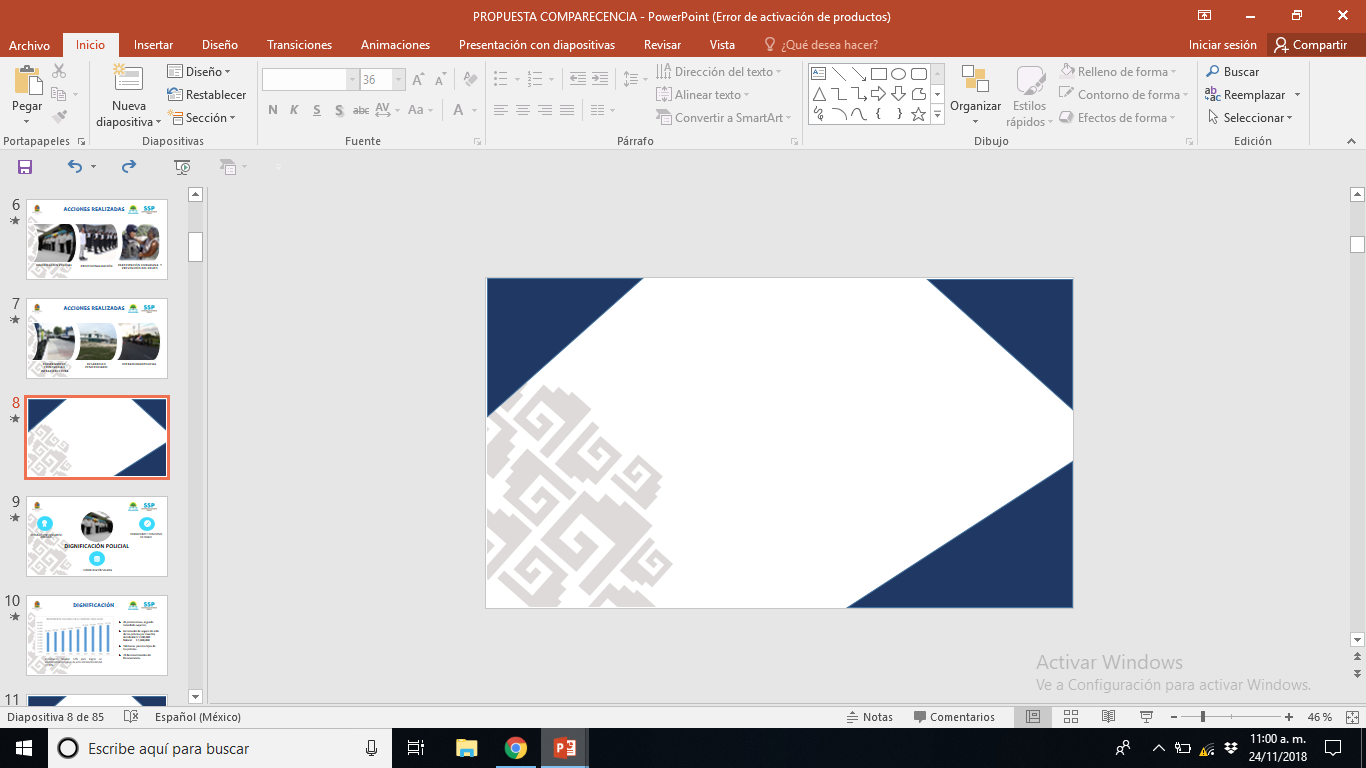 PROPUESTA COMPARECENCIA - PowerPoint (Error de activación de productos)
Archivo Inicio Insertar Diseño Transiciones Animaciones Presentación con diapositivas Revisar Vista ¿Qué desea hacer? Iniciar sesión Compartir
Pegar
Nueva diapositiva
Diseño
Restablecer
Sección
36
N K S S abc AV Aa A
Dirección del texto
Alinear texto
Convertir a SmartArt
Organizar
Estilos rápidos
Relleno de forma
Contorno de forma
Efectos de forma
Buscar
Reemplazar
Seleccionar
Portapapeles Diapositivas Fuente Párrafo Dibujo Edición
6
ACCIONES REALIZADAS SSP
7
ACCIONES REALIZADAS SSP
8
9
SSP
DIGNIFICACIÓN POLICIAL
10
DIGNIFICACIÓN SSP
11
Activar Windows
Ve a Configuración para activar Windows.
Diapositiva 8 de 85 Español (México) Notas Comentarios 46 %
Escribe aquí para buscar
11:00 a. m.
24/11/2018